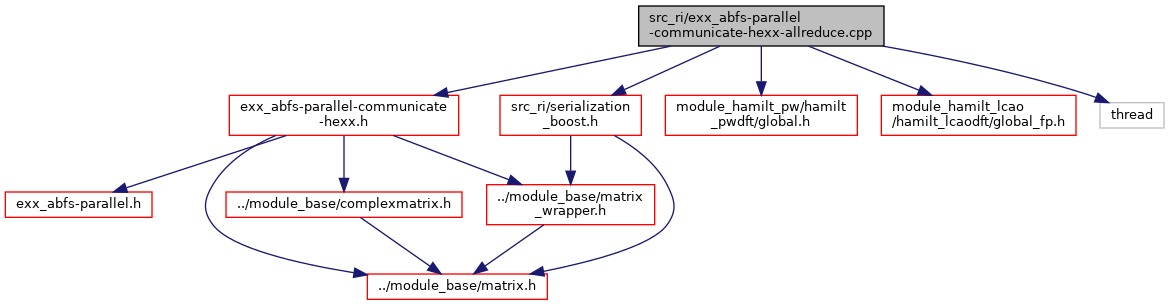 src_ri/exx_abfs-parallel
-communicate-hexx-allreduce.cpp
exx_abfs-parallel-communicate
-hexx.h
src_ri/serialization
_boost.h
module_hamilt_pw/hamilt
_pwdft/global.h
module_hamilt_lcao
/hamilt_lcaodft/global_fp.h
thread
exx_abfs-parallel.h
../module_base/complexmatrix.h
../module_base/matrix
_wrapper.h
../module_base/matrix.h